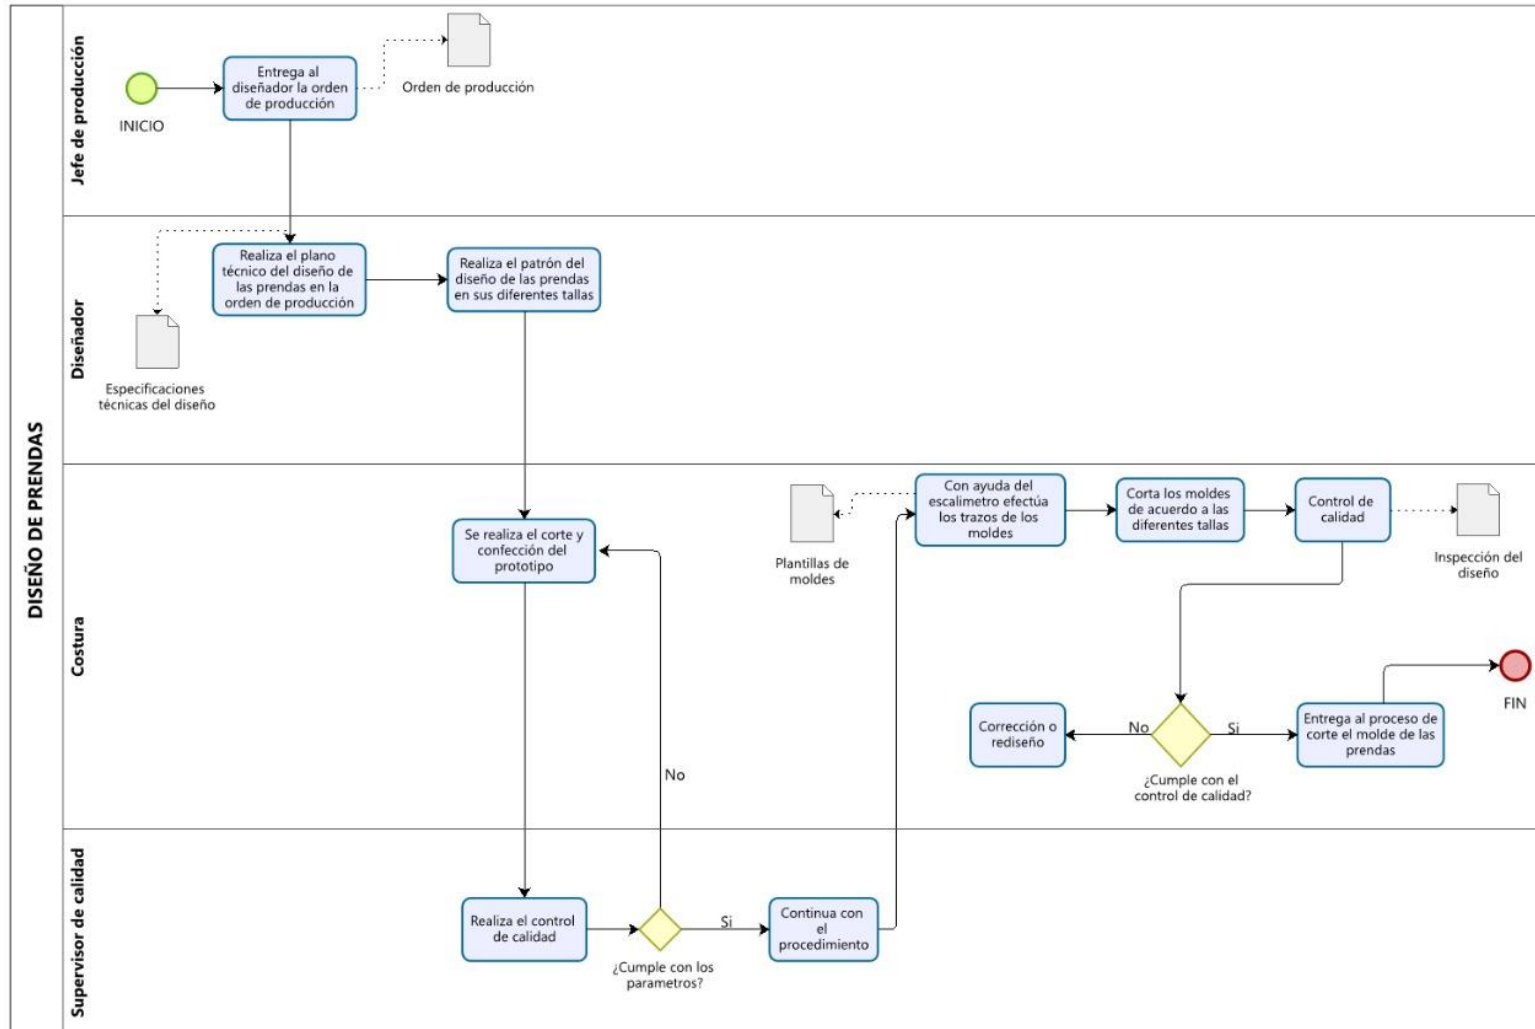 DISEÑO DE PRENDAS
Jefe de producción
INICIO
Entrega al
diseñador la orden
de producción
Orden de producción
Diseñador
Realiza el plano
técnico del diseño de
las prendas en la
orden de producción
Realiza el patrón del
diseño de las prendas
en sus diferentes tallas
Especificaciones
técnicas del diseño
Costura
Se realiza el corte y
confección del
prototipo
Plantillas de
moldes
Con ayuda del
escalimetro efectúa
los trazos de los
moldes
Corta los moldes
de acuerdo a las
diferentes tallas
Control de
calidad
Inspección del
diseño
Corrección o
rediseño
No
¿Cumple con el
control de calidad?
Si
Entrega al proceso de
corte el molde de las
prendas
FIN
No
Supervisor de calidad
Realiza el control
de calidad
¿Cumple con los
parametros?
Si
Continua con
el
procedimiento